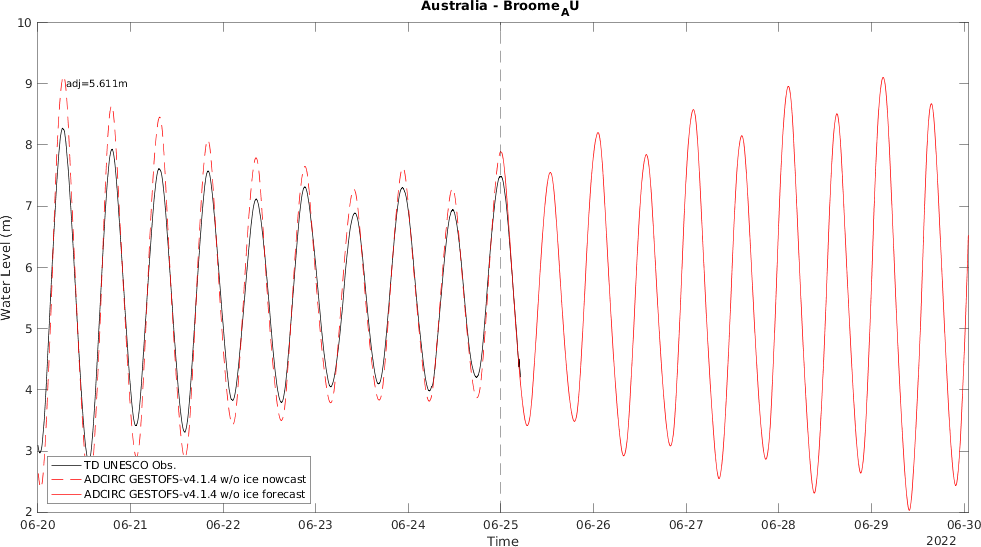 Australia - Broome_AU
10
9
8
7
6
5
4
3
2
Water Level (m)
adj=5.611m
TD UNESCO Obs.
ADCIRC GESTOFS-v4.1.4 w/o ice nowcast
ADCIRC GESTOFS-v4.1.4 w/o ice forecast
06-20 06-21 06-22 06-23 06-24 06-25 06-26 06-27 06-28 06-29 06-30
Time
2022